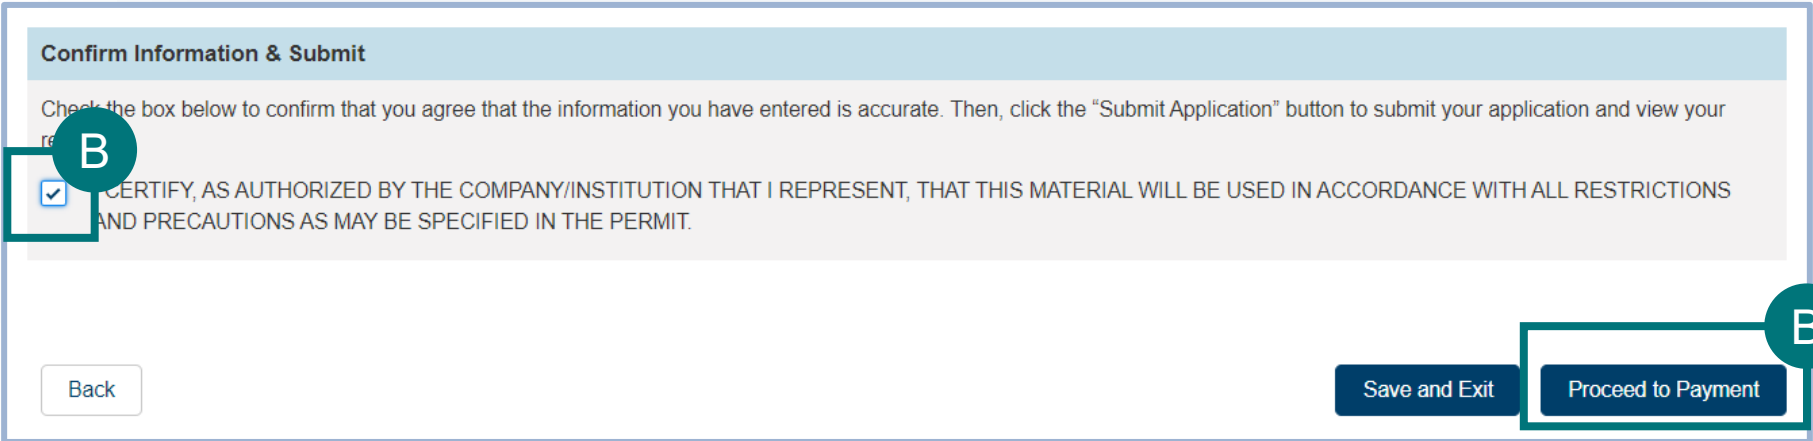 Confirm Information & Submit
Check the box below to confirm that you agree that the information you have entered is accurate. Then, click the “Submit Application” button to submit your application and view your
B
CERTIFY, AS AUTHORIZED BY THE COMPANY/INSTITUTION THAT I REPRESENT, THAT THIS MATERIAL WILL BE USED IN ACCORDANCE WITH ALL RESTRICTIONS
AND PRECAUTIONS AS MAY BE SPECIFIED IN THE PERMIT.
B
Back
Save and Exit
Proceed to Payment